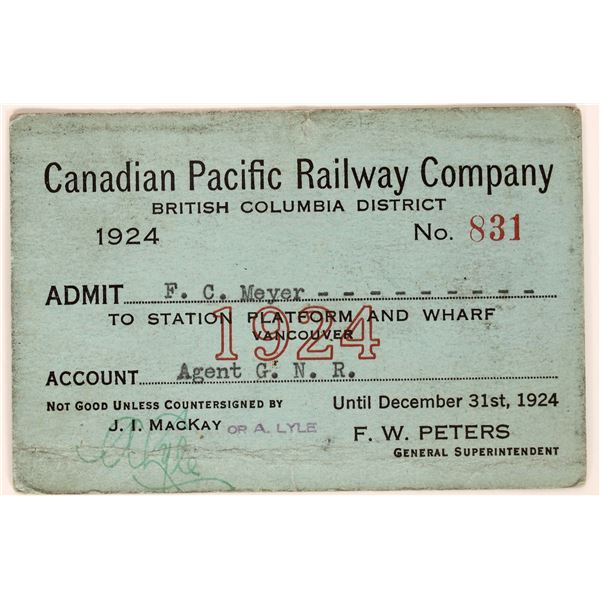 Canadian Pacific Railway Company
BRITISH COLUMBIA DISTRICT
1924 No. 831
ADMIT F. C. Meyer - - - - - - - - - -
TO STATION PLATFORM AND WHARF
VANCOUVER
1924
ACCOUNT Agent G. N. R.
NOT GOOD UNLESS COUNTERSIGNED BY Until December 31st, 1924
J. I. MACKAY OR A. LYLE F. W. PETERS
GENERAL SUPERINTENDENT
A Lyle